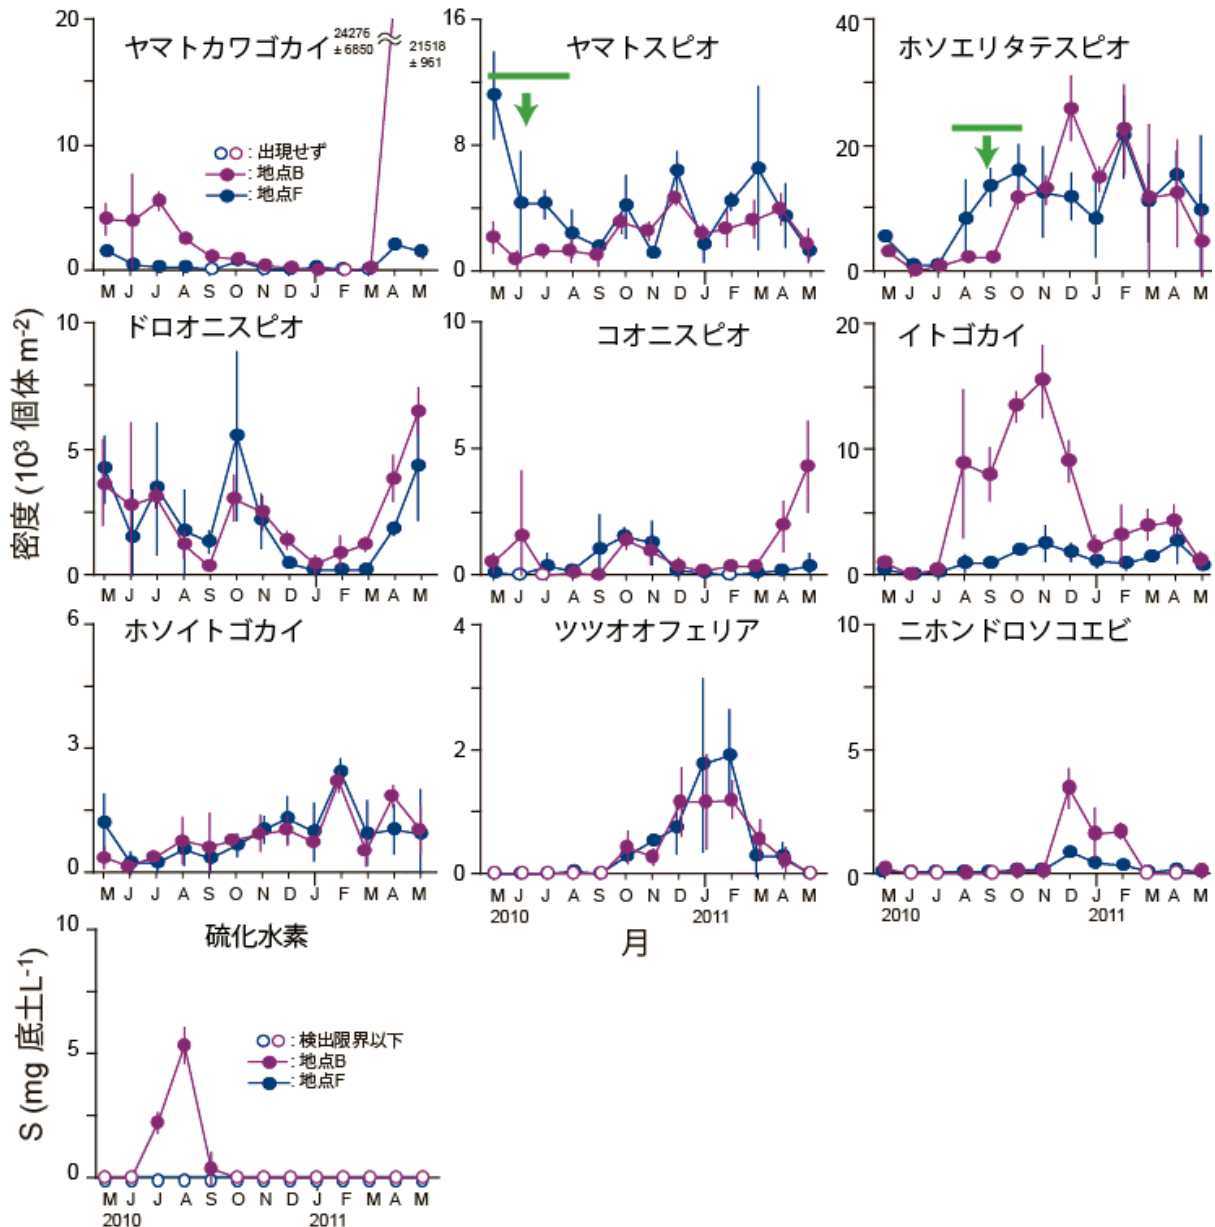 密度 (10³ 個体 m⁻²)
ヤマトカワゴカイ
24276
± 6850
21518
± 961
20
10
0
○○: 出現せず
地点B
地点F
M J J A S O N D J F M A M
ヤマトスピオ
16
8
0
M J J A S O N D J F M A M
ホソエリタテスピオ
40
20
0
M J J A S O N D J F M A M
ドロオニスピオ
10
5
0
M J J A S O N D J F M A M
コオニスピオ
10
5
0
M J J A S O N D J F M A M
イトゴカイ
20
10
0
M J J A S O N D J F M A M
ホソイトゴカイ
6
3
0
M J J A S O N D J F M A M
ツツオオフェリア
4
2
0
M J J A S O N D J F M A M
2010 2011
ニホンドロソコエビ
10
5
0
M J J A S O N D J F M A M
2010 2011
月
S (mg 底土L⁻¹)
硫化水素
10
5
0
○○: 検出限界以下
: 地点B
: 地点F
M J J A S O N D J F M A M
2010 2011